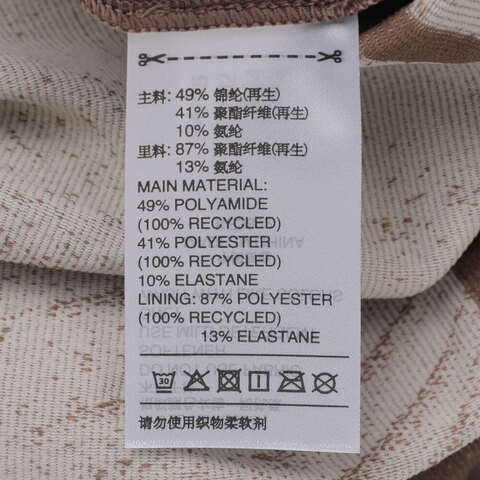 主料: 49% 锦纶(再生)
41% 聚酯纤维(再生)
10% 氨纶
里料: 87% 聚酯纤维(再生)
13% 氨纶
MAIN MATERIAL:
49% POLYAMIDE
(100% RECYCLED)
41% POLYESTER
(100% RECYCLED)
10% ELASTANE
LINING: 87% POLYESTER
(100% RECYCLED)
13% ELASTANE
30
请勿使用织物柔软剂